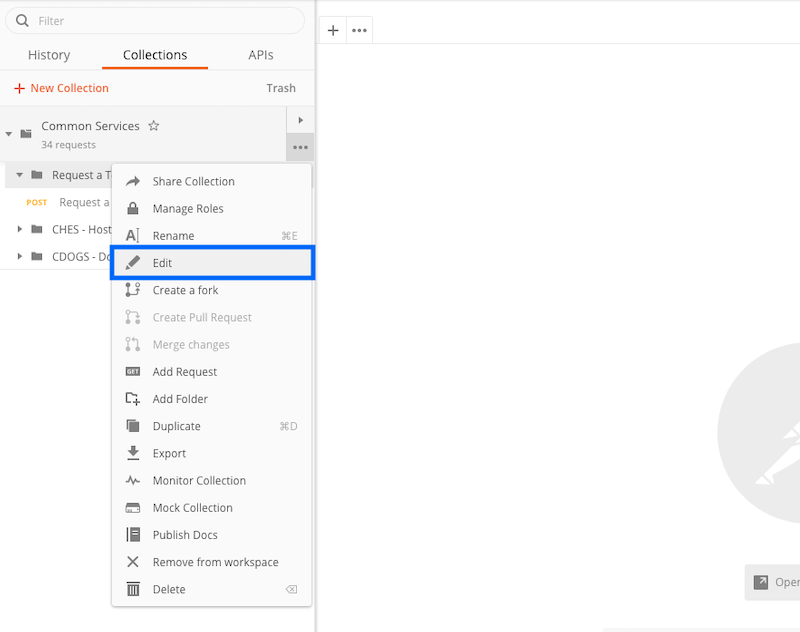 Filter
History Collections APIs
+ New Collection Trash
Common Services
34 requests
Request a
POST Request a
CHES - Host
CDOGS -
Share Collection
Manage Roles
Rename ⌘E
Edit
Create a fork
Create Pull Request
Merge changes
GET Add Request
Add Folder
Duplicate ⌘D
Export
Monitor Collection
Mock Collection
Publish Docs
Remove from workspace
Delete
Open